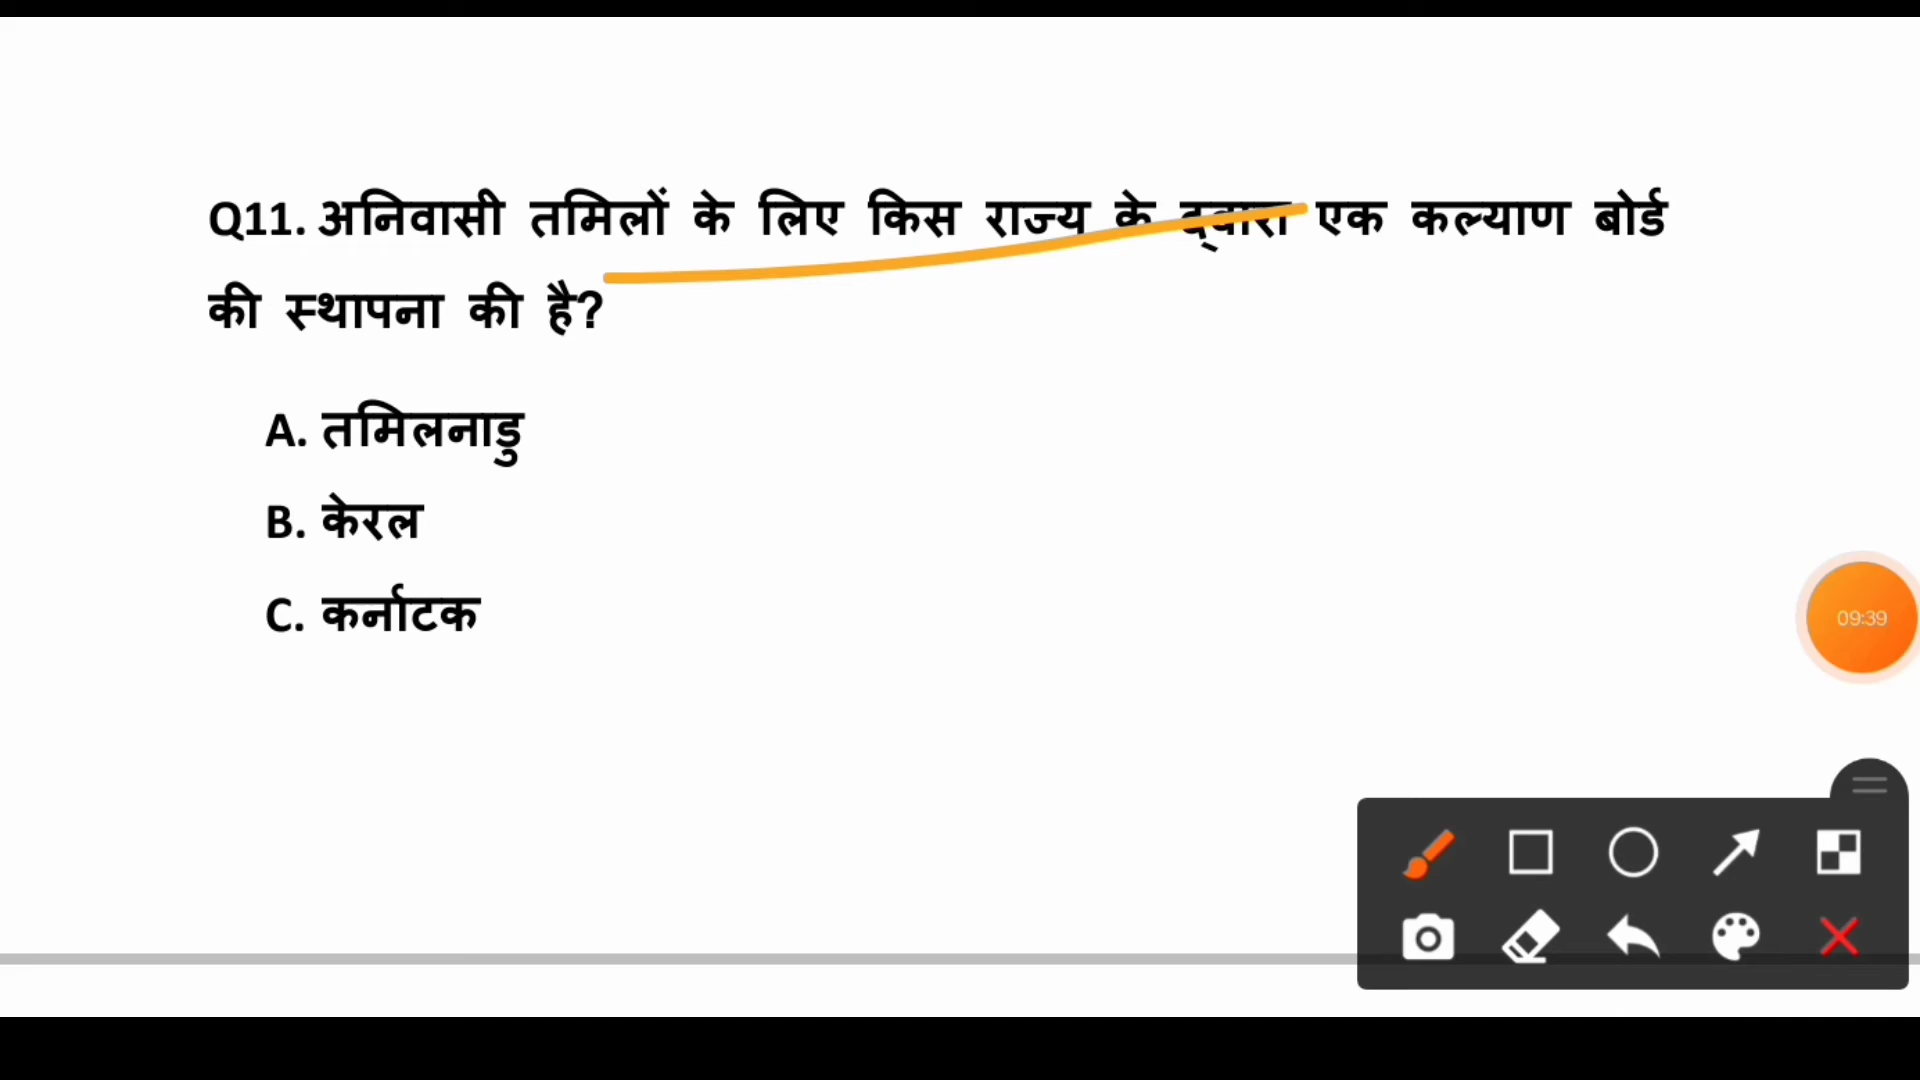 Q11. अनिवासी तमिलों के लिए किस राज्य के द्वारा एक कल्याण बोर्ड
की स्थापना की है?
A. तमिलनाडु
B. केरल
C. कर्नाटक
09:39